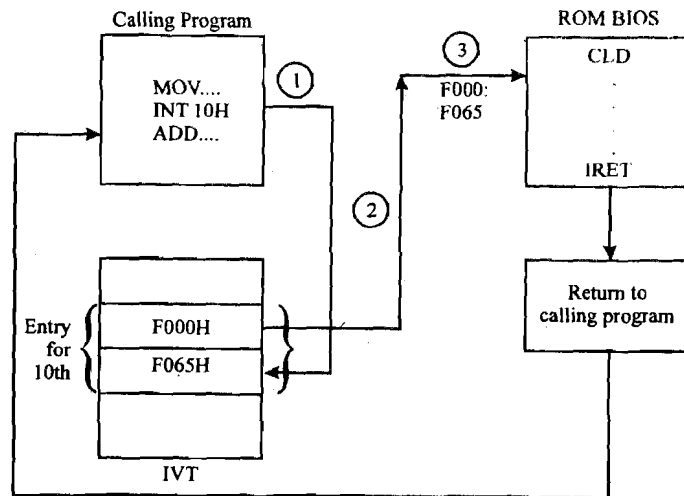 Calling Program
MOV....
INT 10H
ADD....
1
2
3
F000:
F065
ROM BIOS
CLD
.
.
.
.
IRET
Return to
calling program
Entry
for
10th
F000H
F065H
IVT